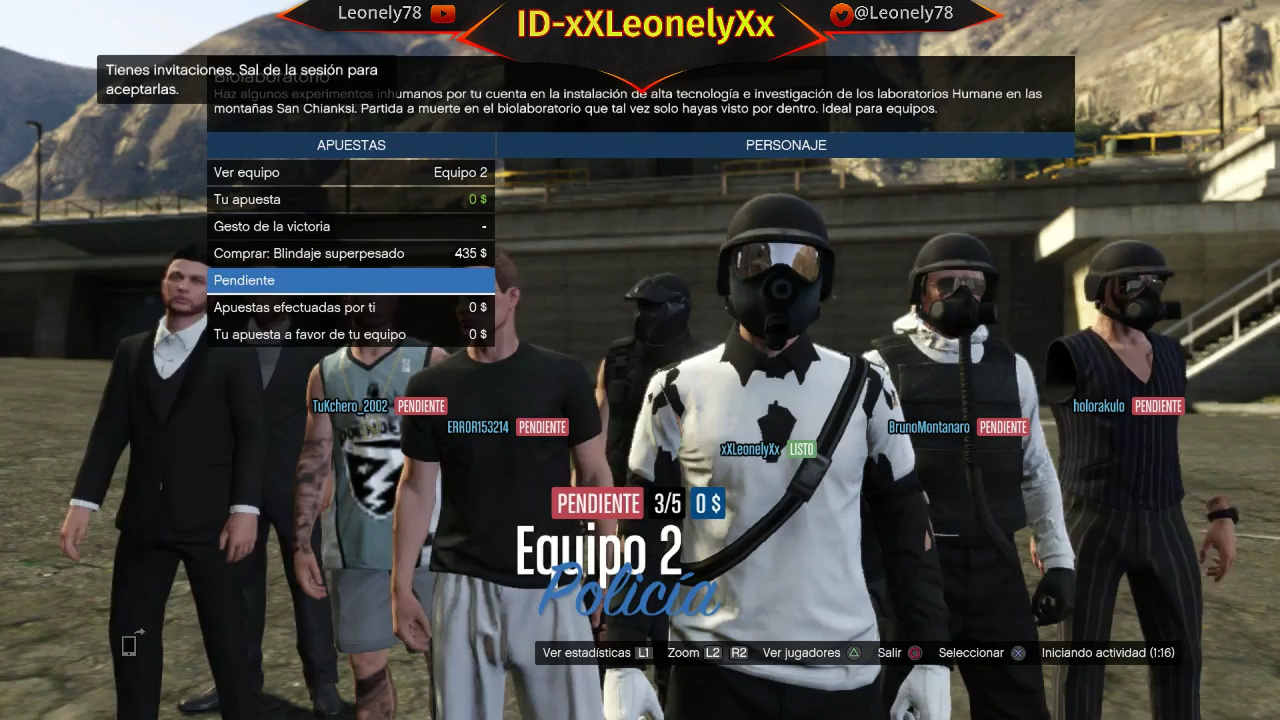 Leonely78
ID-xXLeonelyXx
@Leonely78
Tienes invitaciones. Sal de la sesión para
aceptarlas.
Biolaboratorio
Haz algunos experimentos inhumanos por tu cuenta en la instalación de alta tecnología e investigación de los laboratorios Humane en las
montañas San Chianksi. Partida a muerte en el biolaboratorio que tal vez solo hayas visto por dentro. Ideal para equipos.
APUESTAS
PERSONAJE
Ver equipo Equipo 2
Tu apuesta 0 $
Gesto de la victoria -
Comprar: Blindaje superpesado 435 $
Pendiente
Apuestas efectuadas por ti 0 $
Tu apuesta a favor de tu equipo 0 $
TuKchero_2002 PENDIENTE
ERROR153214 PENDIENTE
xXLeonelyXx LISTO
BrunoMontanaro PENDIENTE
holorakulo PENDIENTE
PENDIENTE 3/5 0 $
Equipo 2
Policía
Ver estadísticas L1 Zoom L2 R2 Ver jugadores Salir Seleccionar Iniciando actividad (1:16)